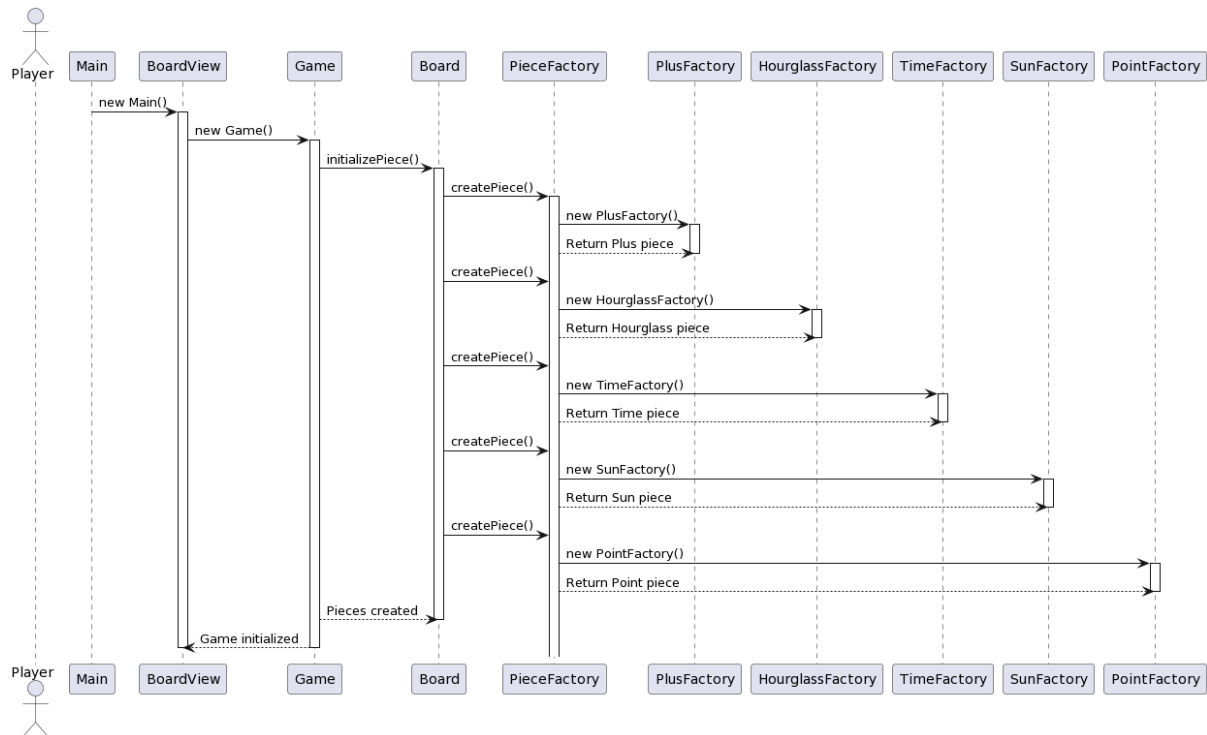 Player
Main BoardView Game Board PieceFactory PlusFactory HourglassFactory TimeFactory SunFactory PointFactory
new Main()
new Game()
initializePiece()
createPiece()
new PlusFactory()
Return Plus piece
createPiece()
new HourglassFactory()
Return Hourglass piece
createPiece()
new TimeFactory()
Return Time piece
createPiece()
new SunFactory()
Return Sun piece
createPiece()
new PointFactory()
Return Point piece
Pieces created
Game initialized
Player
Main BoardView Game Board PieceFactory PlusFactory HourglassFactory TimeFactory SunFactory PointFactory